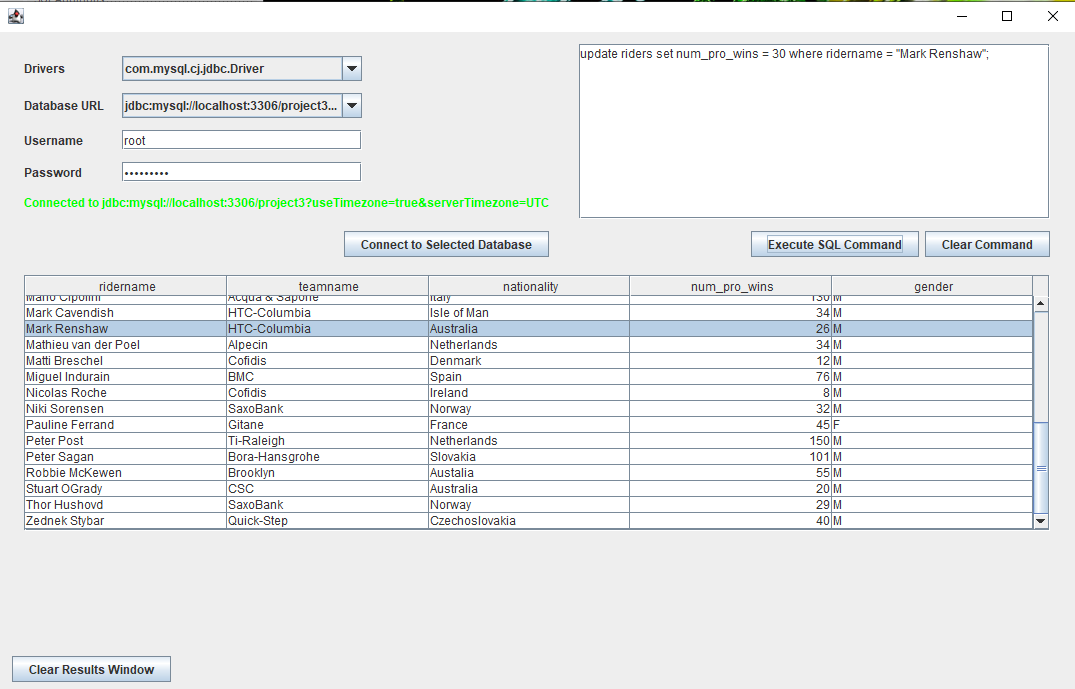 update riders set num_pro_wins = 30 where ridername = "Mark Renshaw";
Drivers com.mysql.cj.jdbc.Driver
Database URL jdbc:mysql://localhost:3306/project3...
Username root
Password •••••••••
Connected to jdbc:mysql://localhost:3306/project3?useTimezone=true&serverTimezone=UTC
Connect to Selected Database Execute SQL Command Clear Command
ridername teamname nationality num_pro_wins gender
Mario Cipolini Acqua & Sapone Italy 130 M
Mark Cavendish HTC-Columbia Isle of Man 34 M
Mark Renshaw HTC-Columbia Australia 26 M
Mathieu van der Poel Alpecin Netherlands 34 M
Matti Breschel Cofidis Denmark 12 M
Miguel Indurain BMC Spain 76 M
Nicolas Roche Cofidis Ireland 8 M
Niki Sorensen SaxoBank Norway 32 M
Pauline Ferrand Gitane France 45 F
Peter Post Ti-Raleigh Netherlands 150 M
Peter Sagan Bora-Hansgrohe Slovakia 101 M
Robbie McKewen Brooklyn Austalia 55 M
Stuart OGrady CSC Australia 20 M
Thor Hushovd SaxoBank Norway 29 M
Zednek Stybar Quick-Step Czechoslovakia 40 M
Clear Results Window